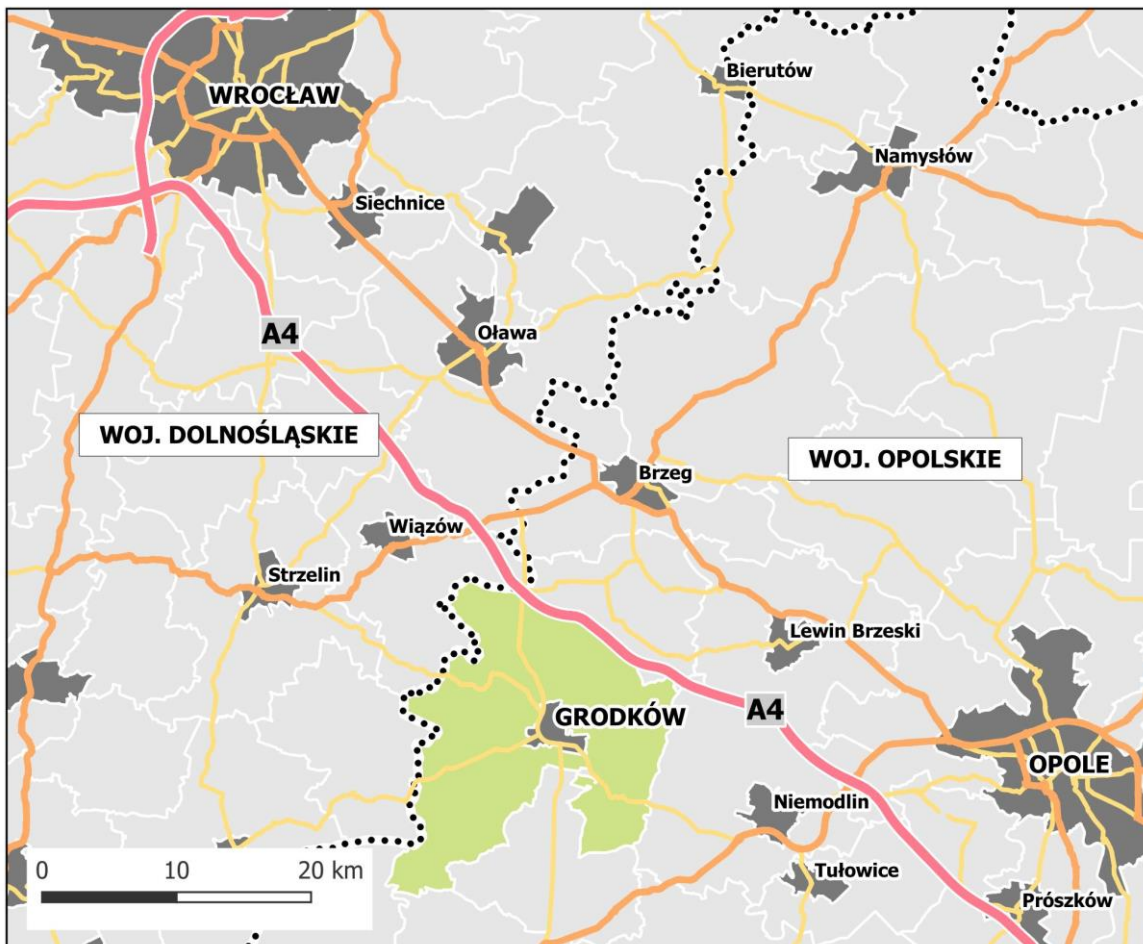 Bierutów
WROCŁAW
Namysłów
Siechnice
Oława
A4
WOJ. DOLNOŚLĄSKIE
WOJ. OPOLSKIE
Brzeg
Wiązów
Strzelin
Lewin Brzeski
GRODKÓW
A4
OPOLE
Niemodlin
Tułowice
0 10 20 km
Prószków